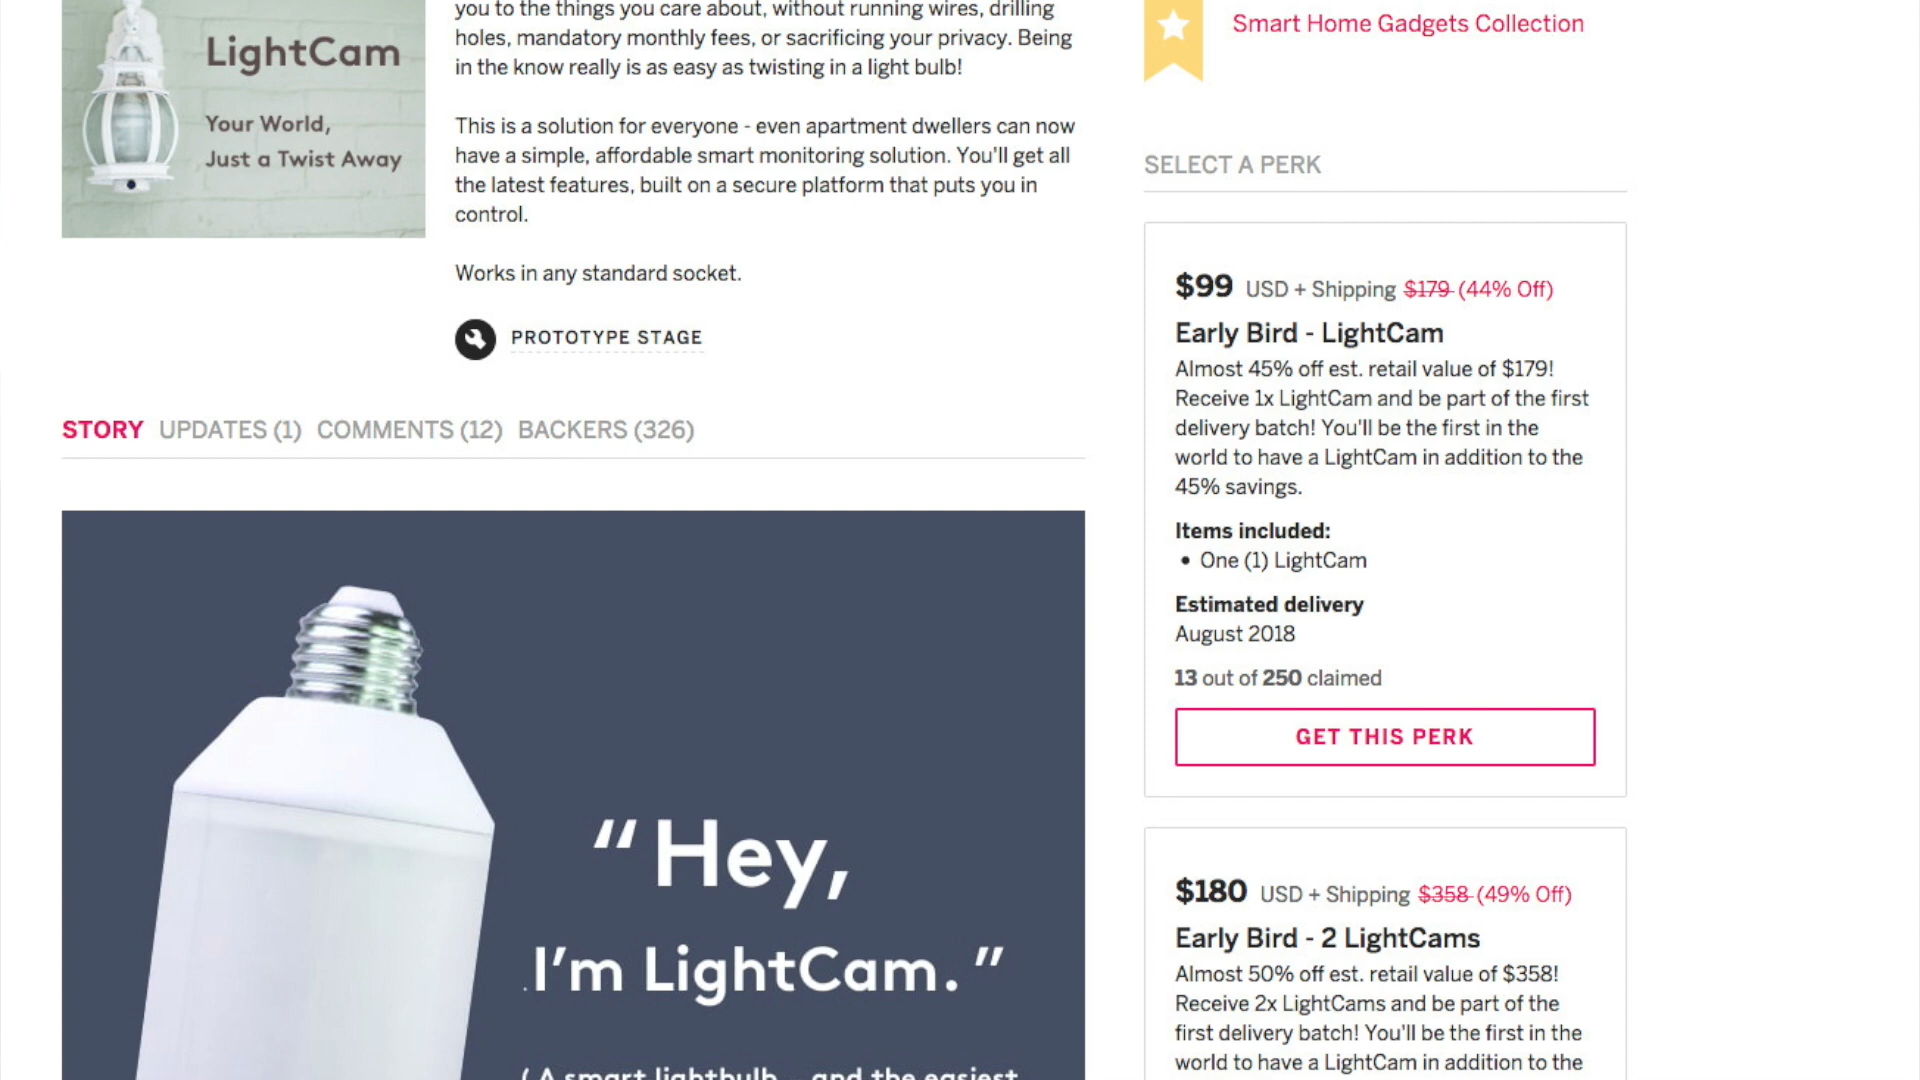 LightCam
Your World,
Just a Twist Away
you to the things you care about, without running wires, drilling
holes, mandatory monthly fees, or sacrificing your privacy. Being
in the know really is as easy as twisting in a light bulb!
This is a solution for everyone - even apartment dwellers can now
have a simple, affordable smart monitoring solution. You'll get all
the latest features, built on a secure platform that puts you in
control.
Works in any standard socket.
PROTOTYPE STAGE
STORY UPDATES (1) COMMENTS (12) BACKERS (326)
“Hey,
I’m LightCam.”
( A smart lightbulb... and the easiest
Smart Home Gadgets Collection
SELECT A PERK
$99 USD + Shipping $179 (44% Off)
Early Bird - LightCam
Almost 45% off est. retail value of $179!
Receive 1x LightCam and be part of the first
delivery batch! You'll be the first in the
world to have a LightCam in addition to the
45% savings.
Items included:
• One (1) LightCam
Estimated delivery
August 2018
13 out of 250 claimed
GET THIS PERK
$180 USD + Shipping $358 (49% Off)
Early Bird - 2 LightCams
Almost 50% off est. retail value of $358!
Receive 2x LightCams and be part of the
first delivery batch! You'll be the first in the
world to have a LightCam in addition to the